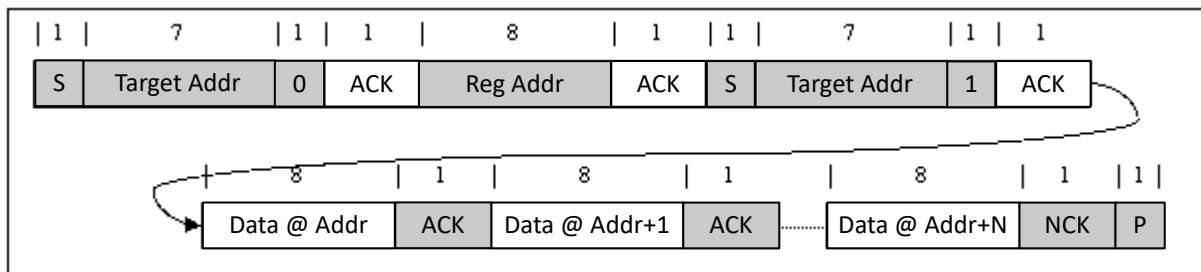 | 1 | 7 | 1 | 1 | 8 | 1 | 1 | 7 | 1 | 1
S Target Addr 0 ACK Reg Addr ACK S Target Addr 1 ACK
| 8 | 1 | 8 | 1 | 8 | 1 | 1 |
Data @ Addr ACK Data @ Addr+1 ACK Data @ Addr+N NCK P